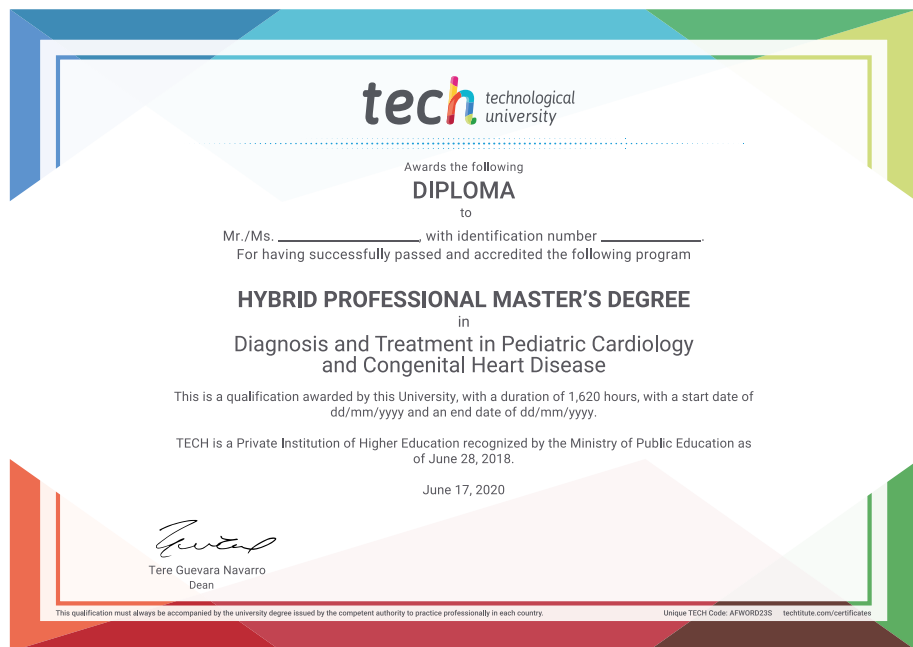 tech technological
university
Awards the following
DIPLOMA
to
Mr./Ms. ____________________, with identification number ______________.
For having successfully passed and accredited the following program
HYBRID PROFESSIONAL MASTER'S DEGREE
in
Diagnosis and Treatment in Pediatric Cardiology
and Congenital Heart Disease
This is a qualification awarded by this University, with a duration of 1,620 hours, with a start date of
dd/mm/yyyy and an end date of dd/mm/yyyy.
TECH is a Private Institution of Higher Education recognized by the Ministry of Public Education as
of June 28, 2018.
June 17, 2020
Tere Guevara Navarro
Dean
This qualification must always be accompanied by the university degree issued by the competent authority to practice professionally in each country. Unique TECH Code: AFWORD23S techtitute.com/certificates